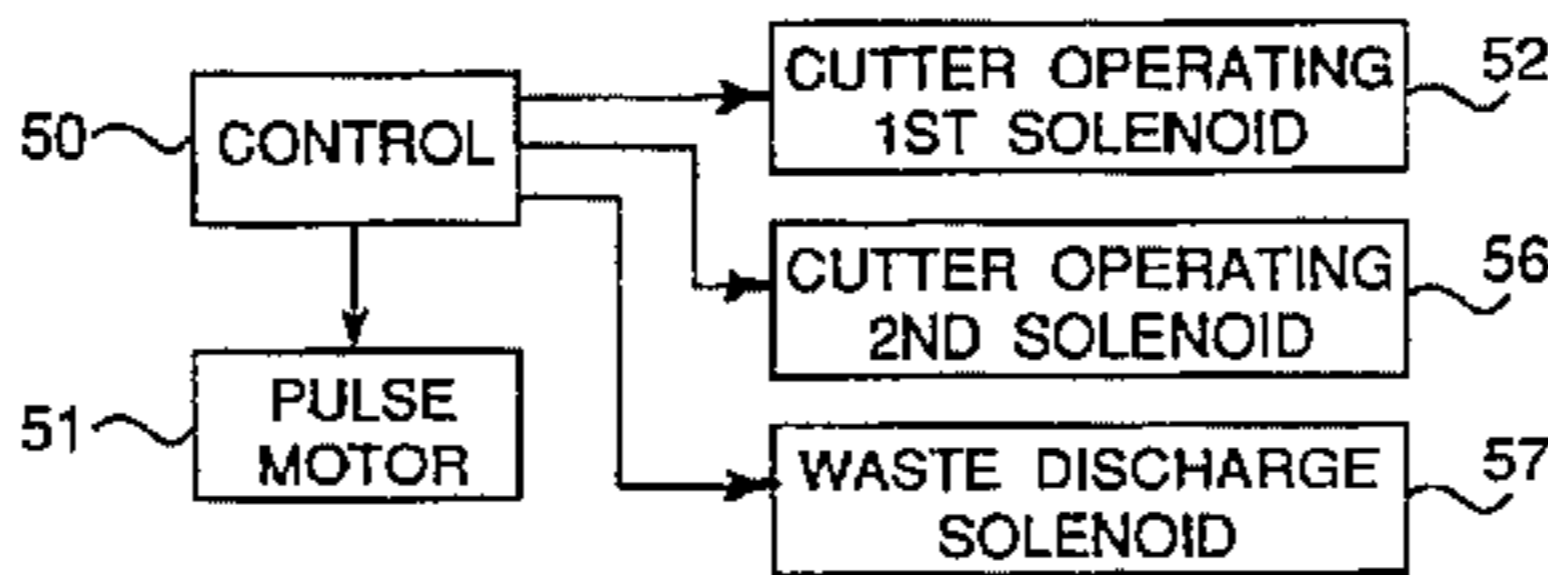 50
CONTROL
51
PULSE
MOTOR
CUTTER OPERATING
1ST SOLENOID
52
CUTTER OPERATING
2ND SOLENOID
56
WASTE DISCHARGE
SOLENOID
57